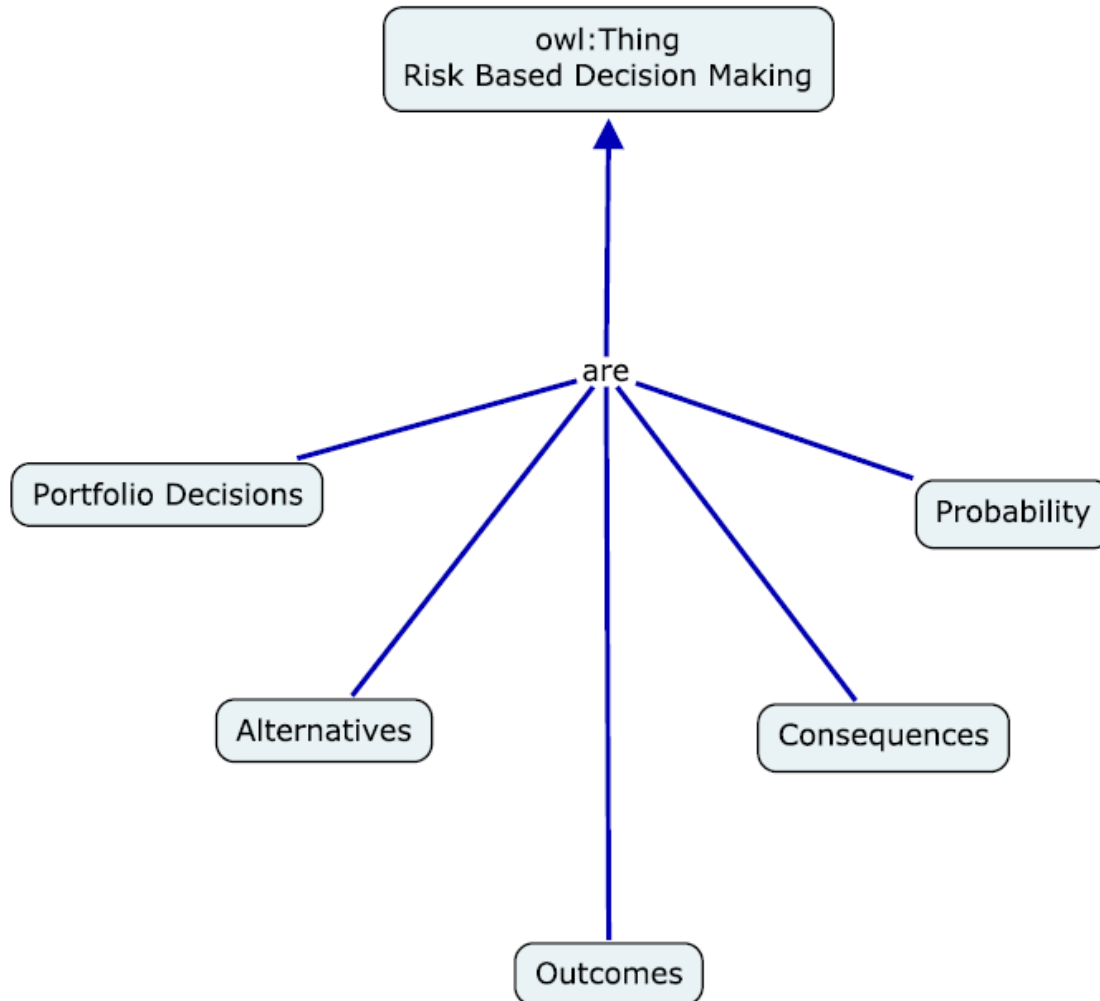 owl:Thing
Risk Based Decision Making
are
Portfolio Decisions
Probability
Alternatives
Consequences
Outcomes